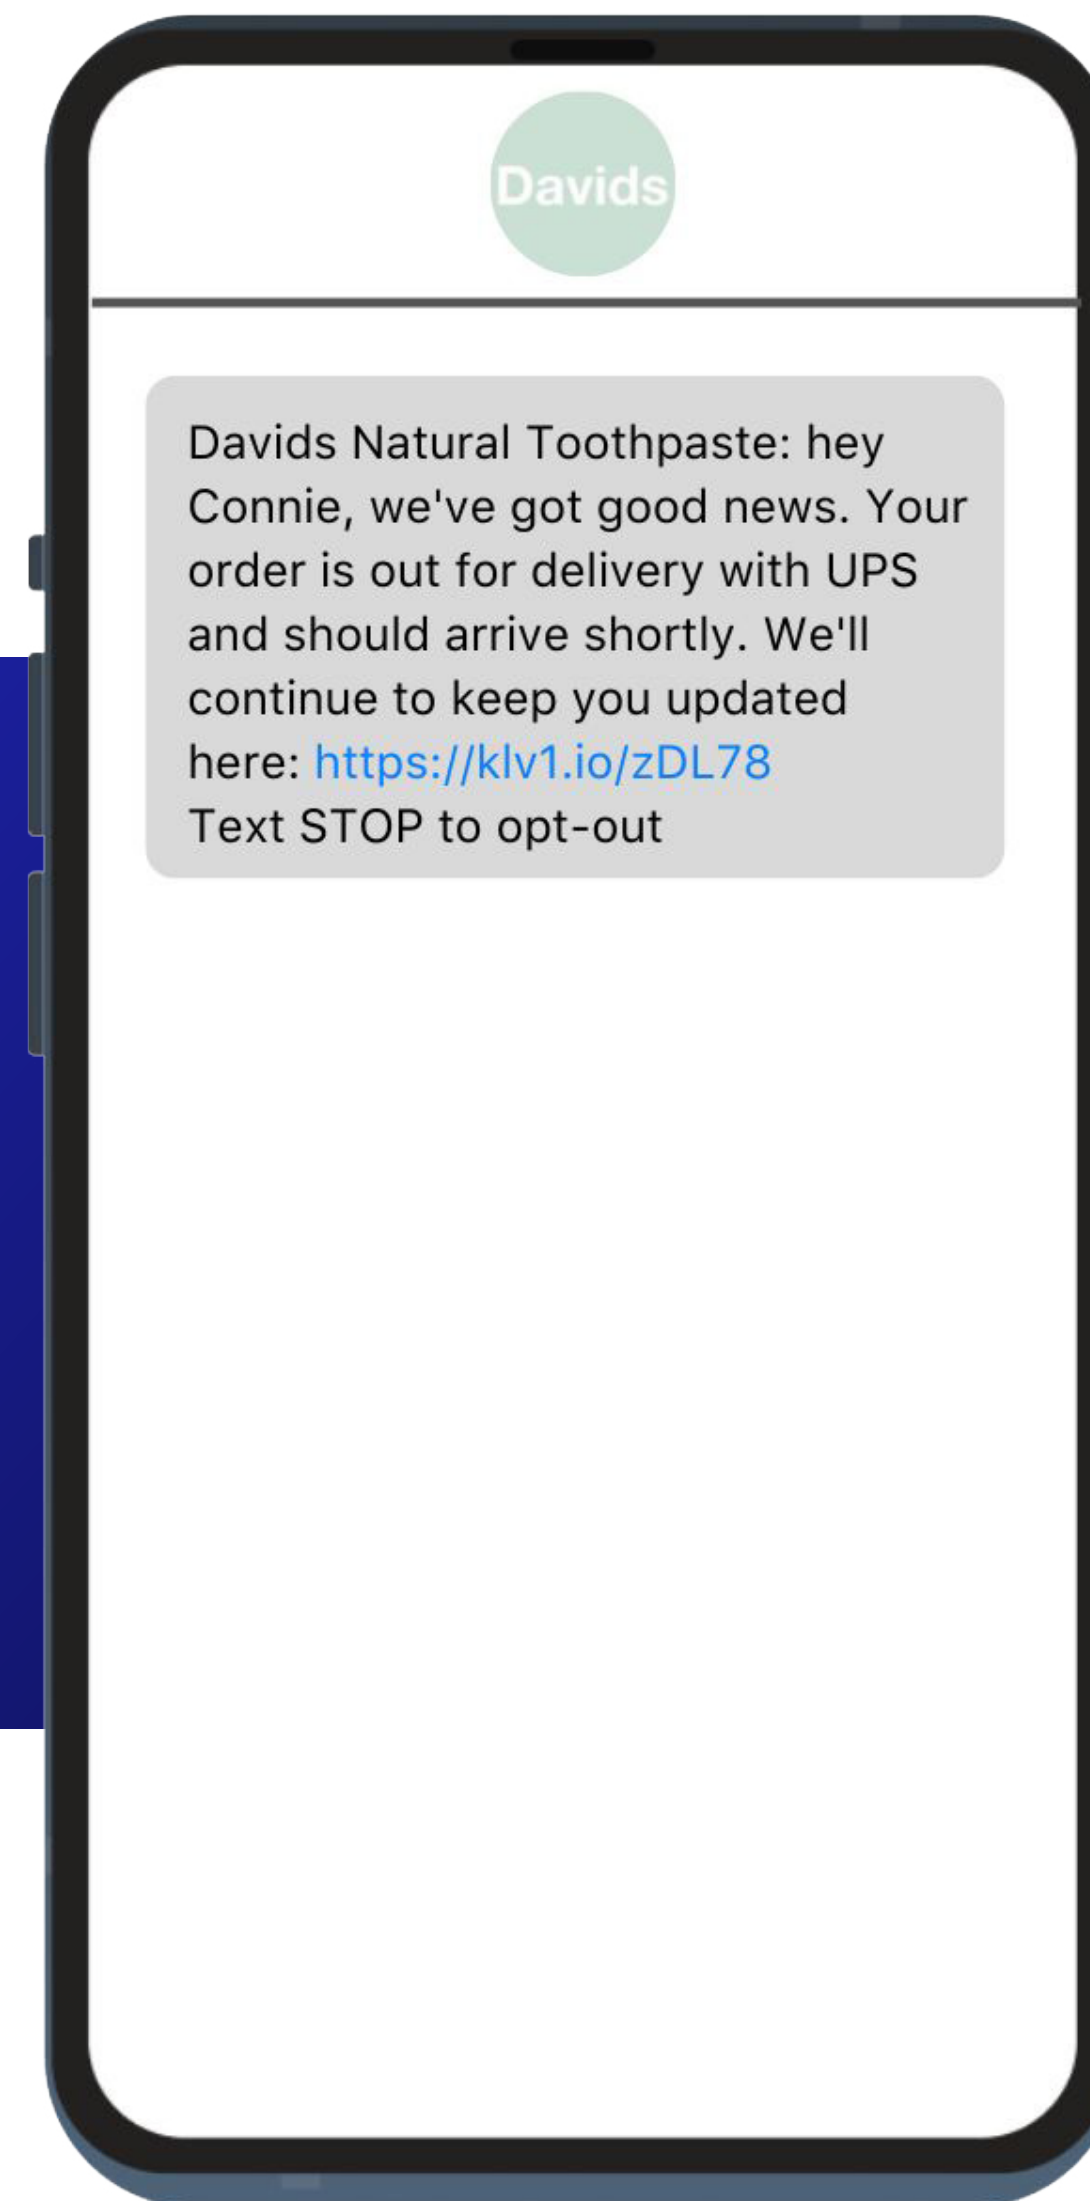 Davids
Davids Natural Toothpaste: hey
Connie, we've got good news. Your
order is out for delivery with UPS
and should arrive shortly. We'll
continue to keep you updated
here: https://klv1.io/zDL78
Text STOP to opt-out